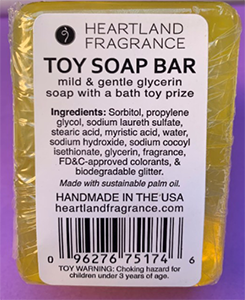 HEARTLAND
FRAGRANCE
TOY SOAP BAR
mild & gentle glycerin
soap with a bath toy prize
Ingredients: Sorbitol, propylene
glycol, sodium laureth sulfate,
stearic acid, myristic acid, water,
sodium hydroxide, sodium cocoyl
isethionate, glycerin, fragrance,
FD&C-approved colorants, &
biodegradable glitter.
Made with sustainable palm oil.
HANDMADE IN THE USA
heartlandfragrance.com
0 96276 75174 6
TOY WARNING: Choking hazard for
children under 3 years of age.